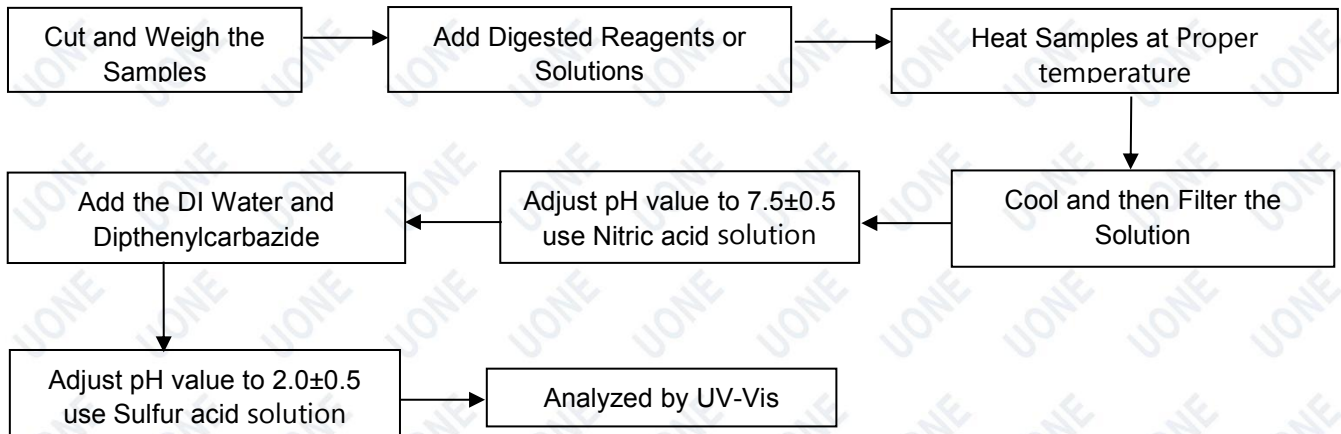 Cut and Weigh the
Samples
Add Digested Reagents or
Solutions
Heat Samples at Proper
temperature
Cool and then Filter the
Solution
Adjust pH value to 7.5±0.5
use Nitric acid solution
Add the DI Water and
Dipthenylcarbazide
Adjust pH value to 2.0±0.5
use Sulfur acid solution
Analyzed by UV-Vis